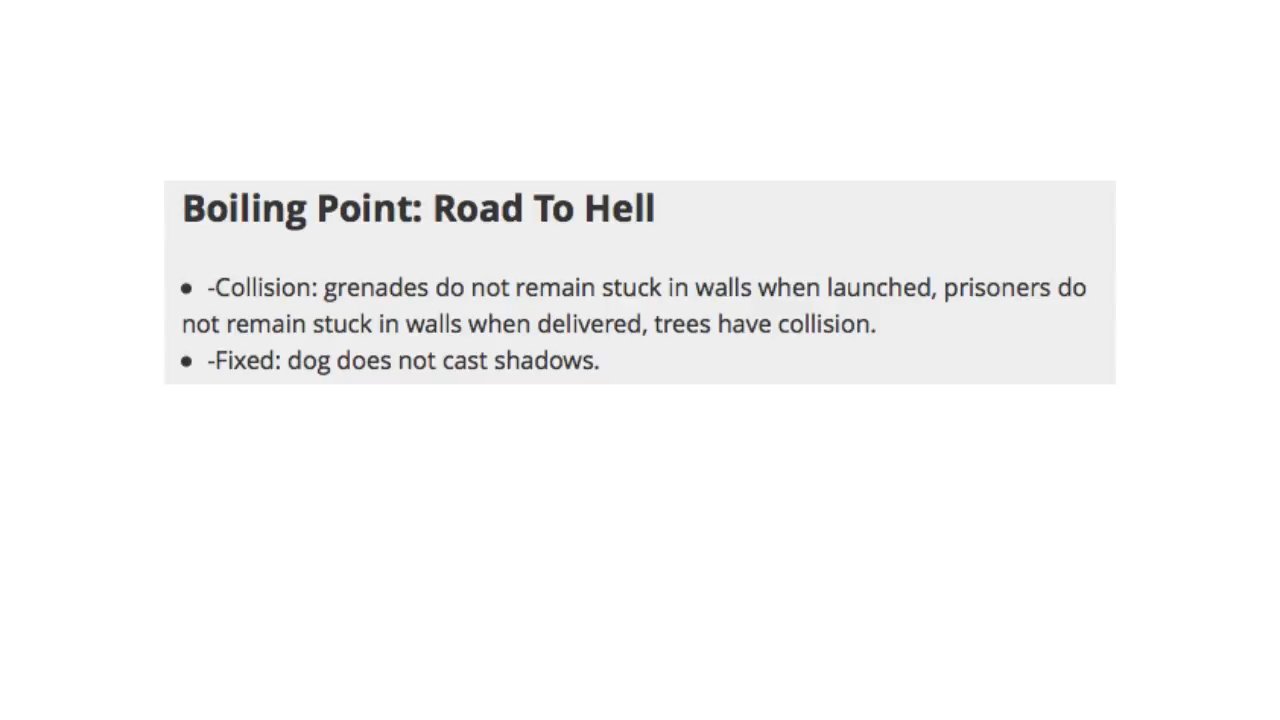 Boiling Point: Road To Hell
• -Collision: grenades do not remain stuck in walls when launched, prisoners do
not remain stuck in walls when delivered, trees have collision.
• -Fixed: dog does not cast shadows.